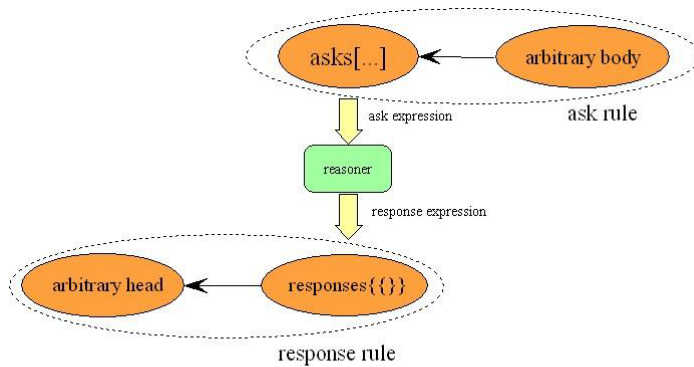 asks[...]
arbitrary body
ask rule
ask expression
reasoner
response expression
arbitrary head
responses{{}}
response rule